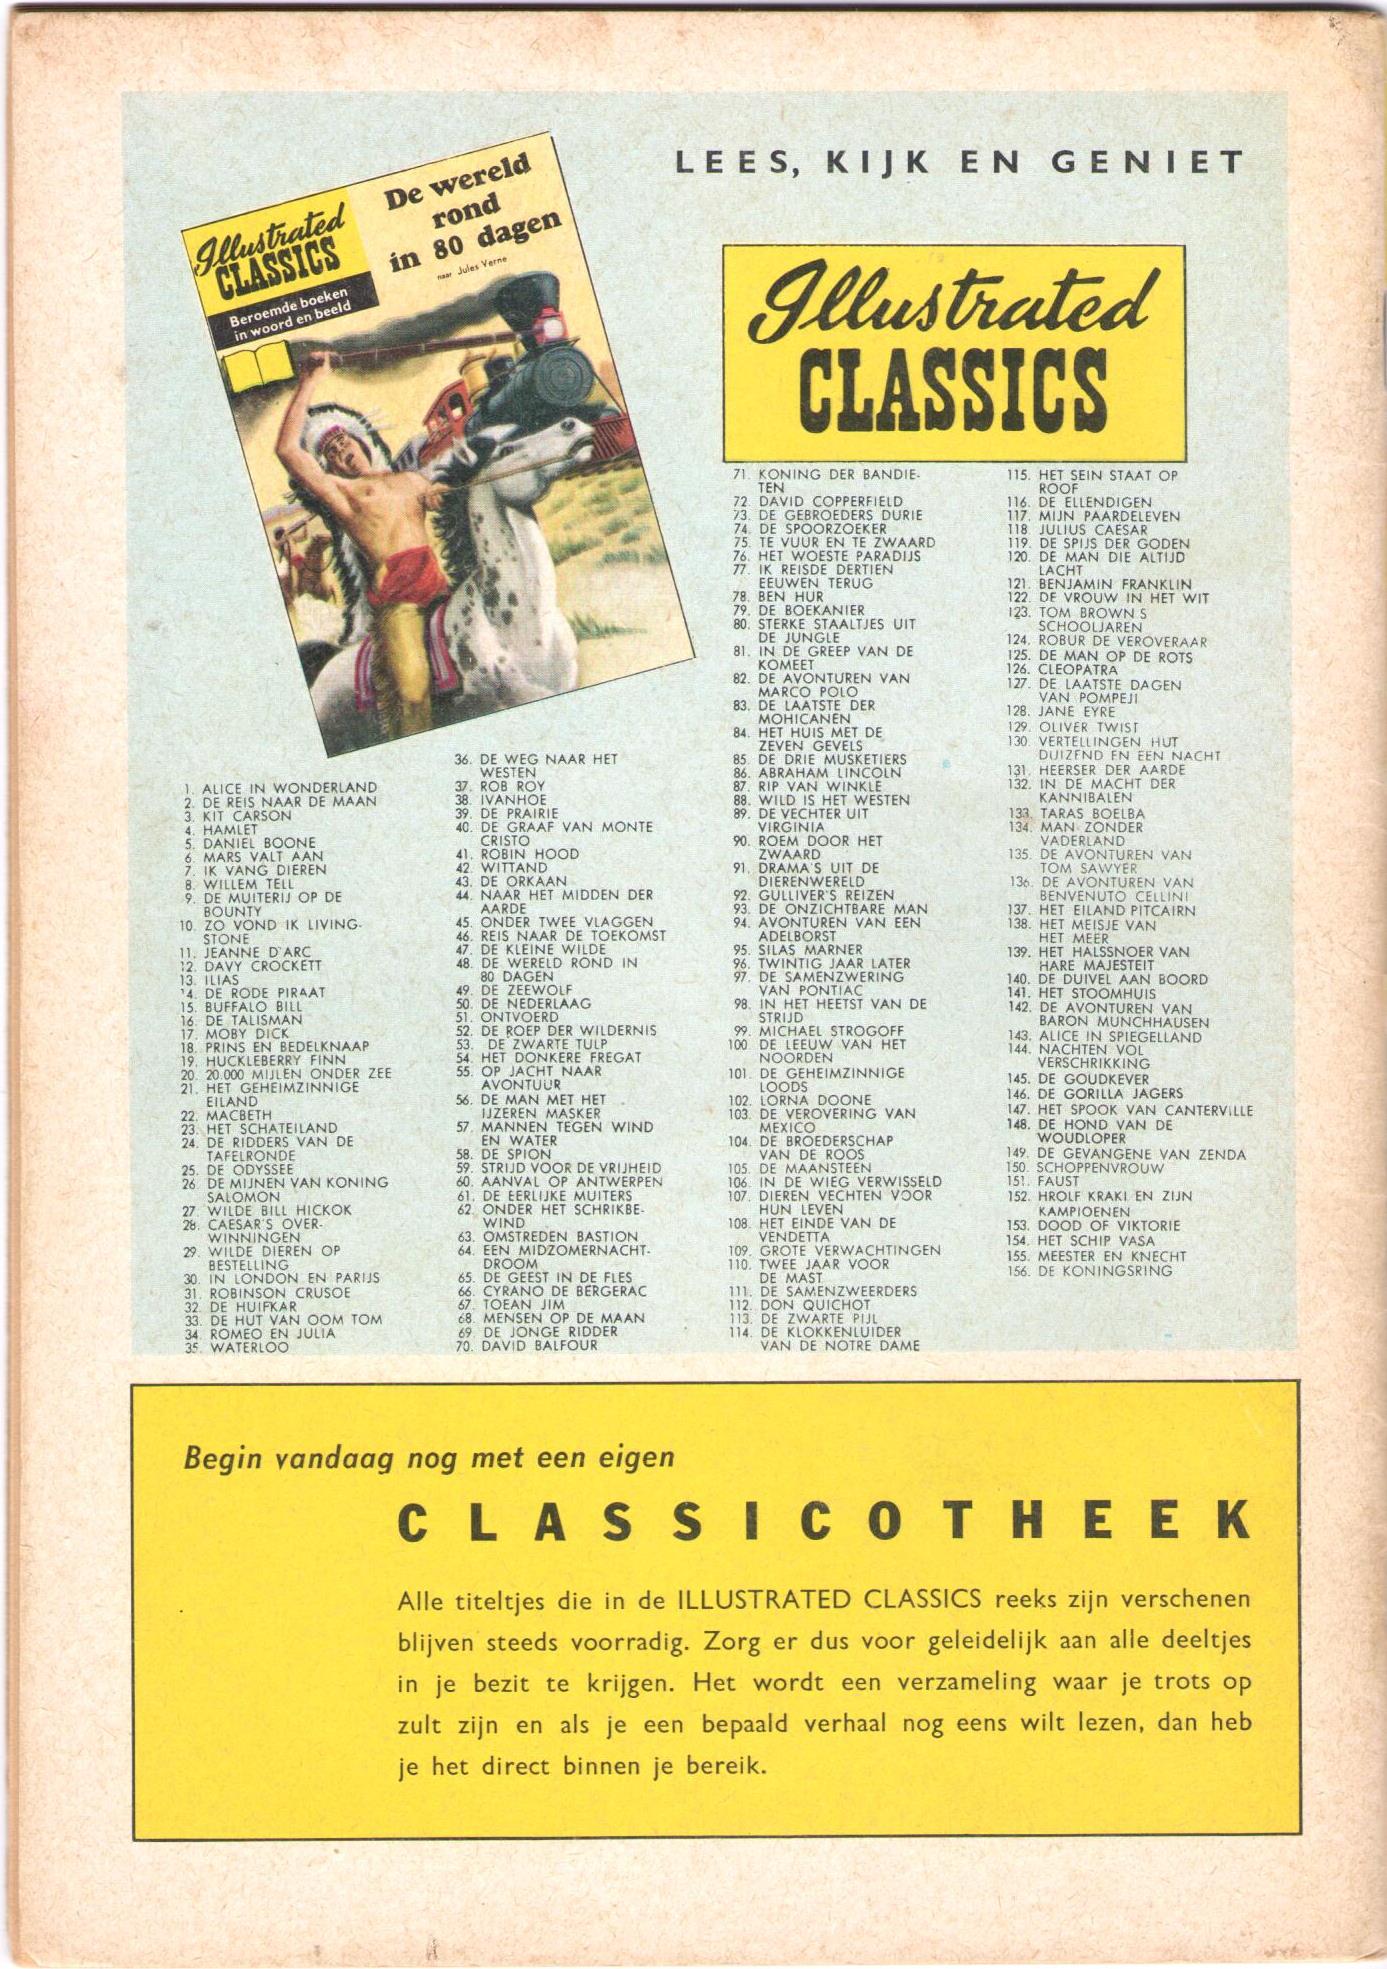 LEES, KIJK EN GENIET
Illustrated
CLASSICS
Beroemde boeken
in woord en beeld
De wereld
rond
in 80 dagen
naar Jules Verne
Illustrated
CLASSICS
1. ALICE IN WONDERLAND
2. DE REIS NAAR DE MAAN
3. KIT CARSON
4. HAMLET
5. DANIEL BOONE
6. MARS VALT AAN
7. IK VANG DIEREN
8. WILLEM TELL
9. DE MUITERIJ OP DE
BOUNTY
10. ZO VOND IK LIVING-
STONE
11. JEANNE D'ARC
12. DAVY CROCKETT
13. ILIAS
14. DE RODE PIRAAT
15. BUFFALO BILL
16. DE TALISMAN
17. MOBY DICK
18. PRINS EN BEDELKNAAP
19. HUCKLEBERRY FINN
20. 20.000 MIJLEN ONDER ZEE
21. HET GEHEIMZINNIGE
EILAND
22. MACBETH
23. HET SCHATEILAND
24. DE RIDDERS VAN DE
TAFELRONDE
25. DE ODYSSEE
26. DE MIJNEN VAN KONING
SALOMON
27. WILDE BILL HICKOK
28. CAESAR'S OVER-
WINNINGEN
29. WILDE DIEREN OP
BESTELLING
30. IN LONDON EN PARIJS
31. ROBINSON CRUSOE
32. DE HUIFKAR
33. DE HUT VAN OOM TOM
34. ROMEO EN JULIA
35. WATERLOO
36. DE WEG NAAR HET
WESTEN
37. ROB ROY
38. IVANHOE
39. DE PRAIRIE
40. DE GRAAF VAN MONTE
CRISTO
41. ROBIN HOOD
42. WITTAND
43. DE ORKAAN
44. NAAR HET MIDDEN DER
AARDE
45. ONDER TWEE VLAGGEN
46. REIS NAAR DE TOEKOMST
47. DE KLEINE WILDE
48. DE WERELD ROND IN
80 DAGEN
49. DE ZEEWOLF
50. DE NEDERLAAG
51. ONTVOERD
52. DE ROEP DER WILDERNIS
53. DE ZWARTE TULP
54. HET DONKERE FREGAT
55. OP JACHT NAAR
AVONTUUR
56. DE MAN MET HET
IJZEREN MASKER
57. MANNEN TEGEN WIND
EN WATER
58. DE SPION
59. STRIJD VOOR DE VRIJHEID
60. AANVAL OP ANTWERPEN
61. DE EERLIJKE MUITERS
62. ONDER HET SCHRIKBE-
WIND
63. OMSTREDEN BASTION
64. EEN MIDZOMERNACHT-
DROOM
65. DE GEEST IN DE FLES
66. CYRANO DE BERGERAC
67. TOEAN JIM
68. MENSEN OP DE MAAN
69. DE JONGE RIDDER
70. DAVID BALFOUR
71. KONING DER BANDIE-
TEN
72. DAVID COPPERFIELD
73. DE GEBROEDERS DURIE
74. DE SPOORZOEKER
75. TE VUUR EN TE ZWAARD
76. HET WOESTE PARADIJS
77. IK REISDE DERTIEN
EEUWEN TERUG
78. BEN HUR
79. DE BOEKANIER
80. STERKE STAALTJES UIT
DE JUNGLE
81. IN DE GREEP VAN DE
KOMEET
82. DE AVONTUREN VAN
MARCO POLO
83. DE LAATSTE DER
MOHICANEN
84. HET HUIS MET DE
ZEVEN GEVELS
85. DE DRIE MUSKETIERS
86. ABRAHAM LINCOLN
87. RIP VAN WINKLE
88. WILD IS HET WESTEN
89. DE VECHTER UIT
VIRGINIA
90. ROEM DOOR HET
ZWAARD
91. DRAMA'S UIT DE
DIERENWERELD
92. GULLIVER'S REIZEN
93. DE ONZICHTBARE MAN
94. AVONTUREN VAN EEN
ADELBORST
95. SILAS MARNER
96. TWINTIG JAAR LATER
97. DE SAMENZWERING
VAN PONTIAC
98. IN HET HEETST VAN DE
STRIJD
99. MICHAEL STROGOFF
100. DE LEEUW VAN HET
NOORDEN
101. DE GEHEIMZINNIGE
LOODS
102. LORNA DOONE
103. DE VEROVERING VAN
MEXICO
104. DE BROEDERSCHAP
VAN DE ROOS
105. DE MAANSTEEN
106. IN DE WIEG VERWISSELD
107. DIEREN VECHTEN VOOR
HUN LEVEN
108. HET EINDE VAN DE
VENDETTA
109. GROTE VERWACHTINGEN
110. TWEE JAAR VOOR
DE MAST
111. DE SAMENZWEERDERS
112. DON QUICHOT
113. DE ZWARTE PIJL
114. DE KLOKKENLUIDER
VAN DE NOTRE DAME
115. HET SEIN STAAT OP
ROOF
116. DE ELLENDIGEN
117. MIJN PAARDELEVEN
118. JULIUS CAESAR
119. DE SPIJS DER GODEN
120. DE MAN DIE ALTIJD
LACHT
121. BENJAMIN FRANKLIN
122. DE VROUW IN HET WIT
123. TOM BROWN S
SCHOOLJAREN
124. ROBUR DE VEROVERAAR
125. DE MAN OP DE ROTS
126. CLEOPATRA
127. DE LAATSTE DAGEN
VAN POMPEJI
128. JANE EYRE
129. OLIVER TWIST
130. VERTELLINGEN HUT
DUIZEND EN EEN NACHT
131. HEERSER DER AARDE
132. IN DE MACHT DER
KANNIBALEN
133. TARAS BOELBA
134. MAN ZONDER
VADERLAND
135. DE AVONTUREN VAN
TOM SAWYER
136. DE AVONTUREN VAN
BENVENUTO CELLINI
137. HET EILAND PITCAIRN
138. HET MEISJE VAN
HET MEER
139. HET HALSSNOER VAN
HARE MAJESTEIT
140. DE DUIVEL AAN BOORD
141. HET STOOMHUIS
142. DE AVONTUREN VAN
BARON MUNCHHAUSEN
143. ALICE IN SPIEGELLAND
144. NACHTEN VOL
VERSCHRIKKING
145. DE GOUDKEVER
146. DE GORILLA JAGERS
147. HET SPOOK VAN CANTERVILLE
148. DE HOND VAN DE
WOUDLOPER
149. DE GEVANGENE VAN ZENDA
150. SCHOPPENVROUW
151. FAUST
152. HROLF KRAKI EN ZIJN
KAMPIOENEN
153. DOOD OF VIKTORIE
154. HET SCHIP VASA
155. MEESTER EN KNECHT
156. DE KONINGSRING
Begin vandaag nog met een eigen
CLASSICOTHEEK
Alle titeltjes die in de ILLUSTRATED CLASSICS reeks zijn verschenen
blijven steeds voorradig. Zorg er dus voor geleidelijk aan alle deeltjes
in je bezit te krijgen. Het wordt een verzameling waar je trots op
zult zijn en als je een bepaald verhaal nog eens wilt lezen, dan heb
je het direct binnen je bereik.